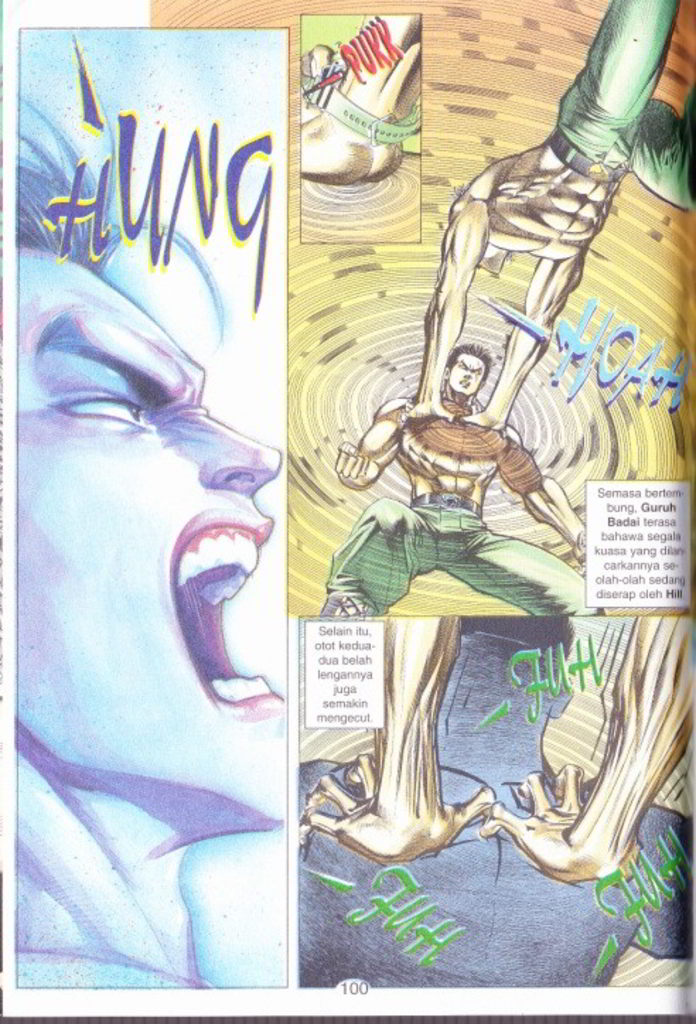 HUNG
PURK
HOAH
Semasa bertem-
bung, Guruh
Badai terasa
bahawa segala
kuasa yang dilan-
carkannya se-
olah-olah sedang
diserap oleh Hill
Selain itu,
otot kedua-
dua belah
lengannya
juga
semakin
mengecut.
FUH
FUH
FUH
100